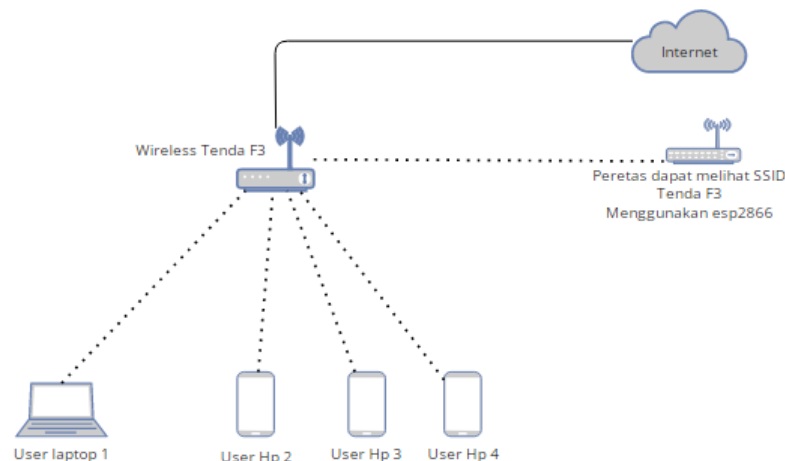 Internet
Wireless Tenda F3
Peretas dapat melihat SSID
Tenda F3
Menggunakan esp2866
User laptop 1
User Hp 2
User Hp 3
User Hp 4